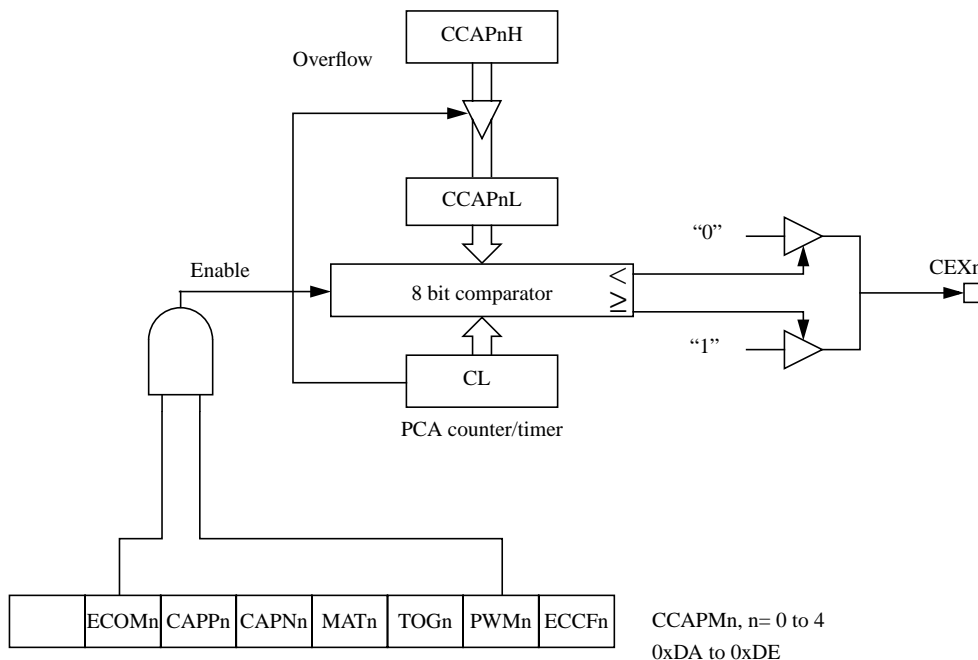 CCAPnH
Overflow
CCAPnL
“0”
CEXn
Enable
8 bit comparator
<
≥
“1”
CL
PCA counter/timer
ECOMn CAPPn CAPNn MATn TOGn PWMn ECCFn
CCAPMn, n= 0 to 4
0xDA to 0xDE